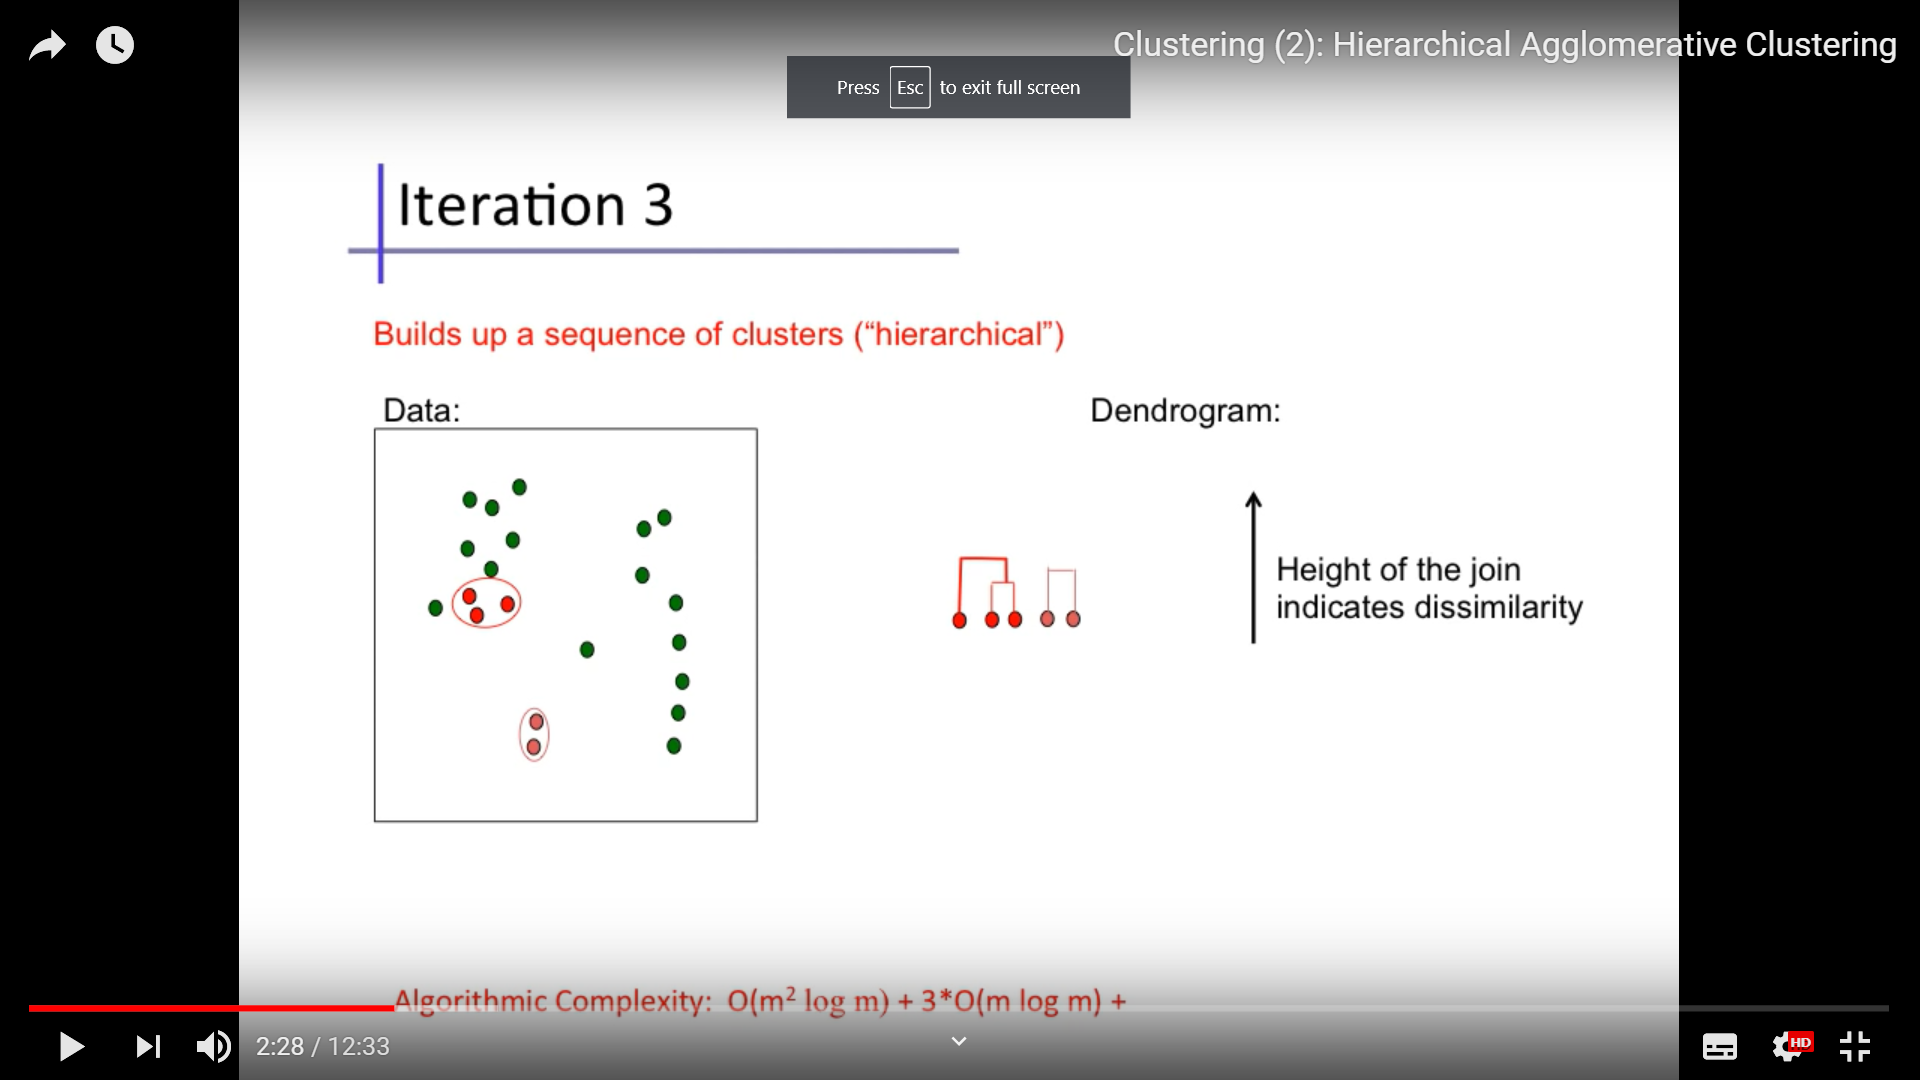 Clustering (2): Hierarchical Agglomerative Clustering
Press Esc to exit full screen
Iteration 3
Builds up a sequence of clusters (“hierarchical”)
Data:
Dendrogram:
Height of the join
indicates dissimilarity
Algorithmic Complexity: O(m² log m) + 3*O(m log m) +
2:28 / 12:33
HD